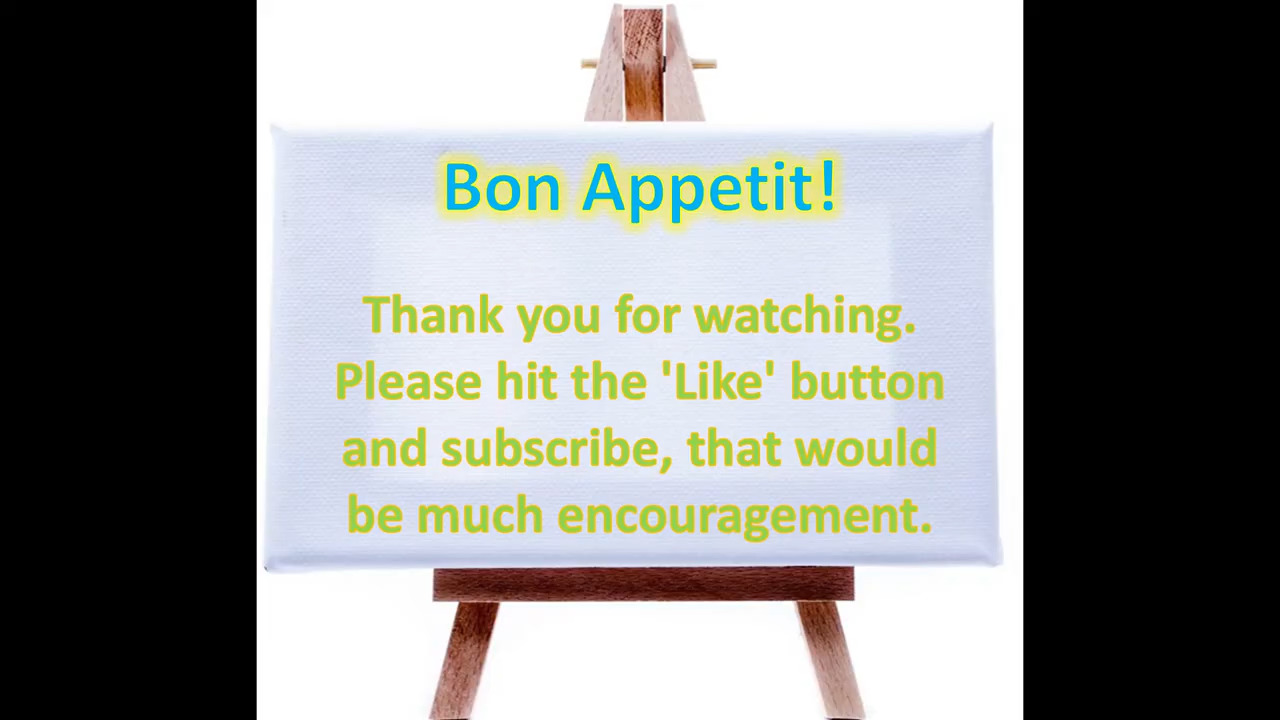 Bon Appetit!
Thank you for watching.
Please hit the 'Like' button
and subscribe, that would
be much encouragement.